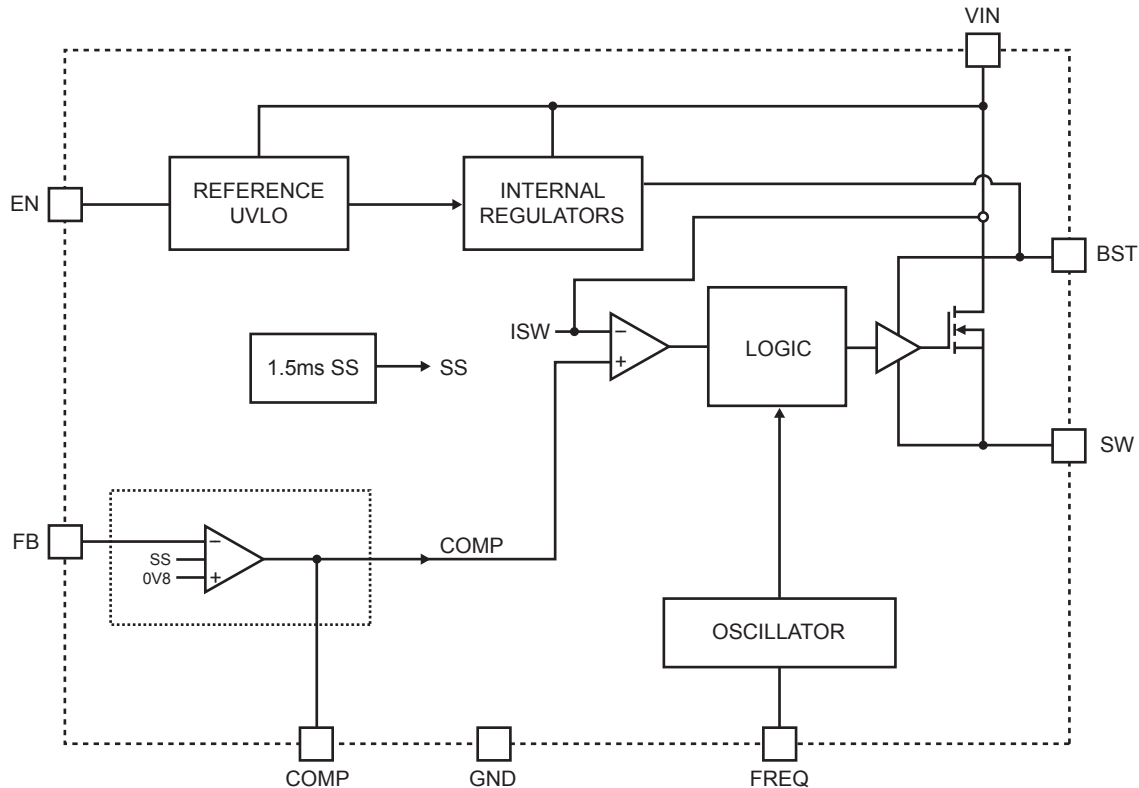 VIN
EN
REFERENCE
UVLO
INTERNAL
REGULATORS
BST
ISW
−
+
LOGIC
1.5ms SS
SS
SW
FB
−
SS
0V8
+
COMP
OSCILLATOR
COMP
GND
FREQ